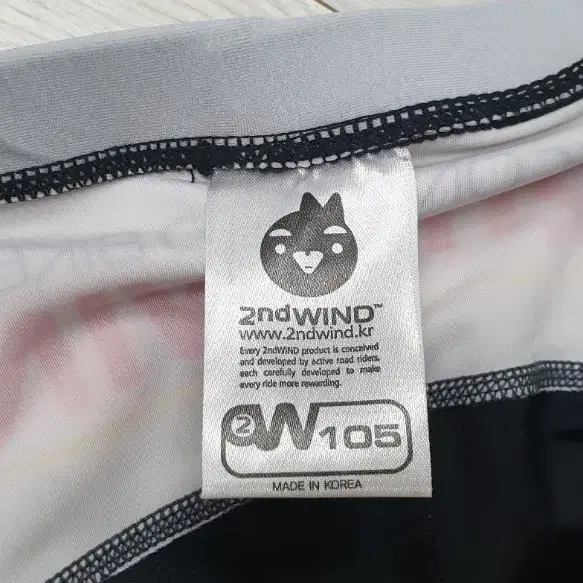 2ndWIND™
www.2ndwind.kr
Every 2ndWIND product is conceived
and developed by active road riders.
each carefully developed to make
every ride more rewarding.
2W105
MADE IN KOREA